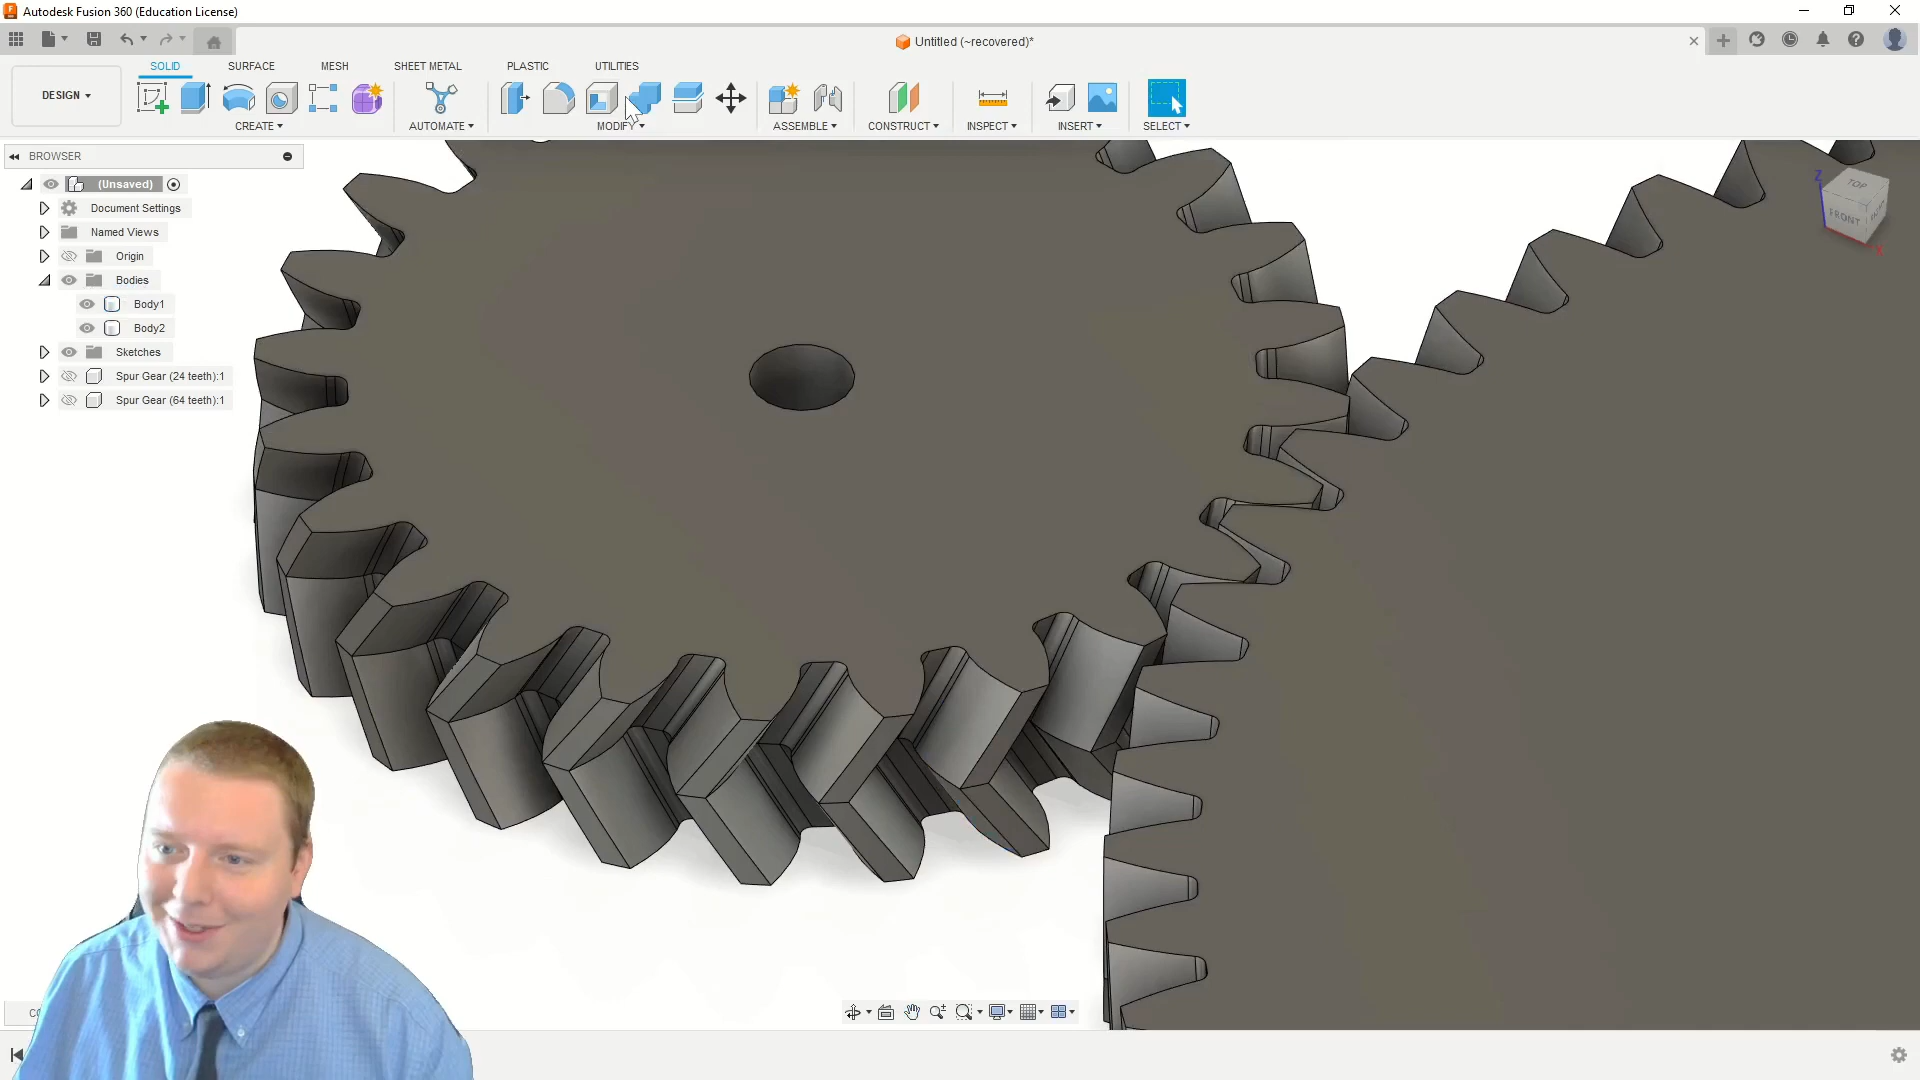 Autodesk Fusion 360 (Education License)
Untitled (~recovered)*
DESIGN
SOLID
SURFACE
MESH
SHEET METAL
PLASTIC
UTILITIES
CREATE
AUTOMATE
MODIFY
ASSEMBLE
CONSTRUCT
INSPECT
INSERT
SELECT
BROWSER
(Unsaved)
Document Settings
Named Views
Origin
Bodies
Body1
Body2
Sketches
Spur Gear (24 teeth):1
Spur Gear (64 teeth):1
Z
TOP
FRONT
X